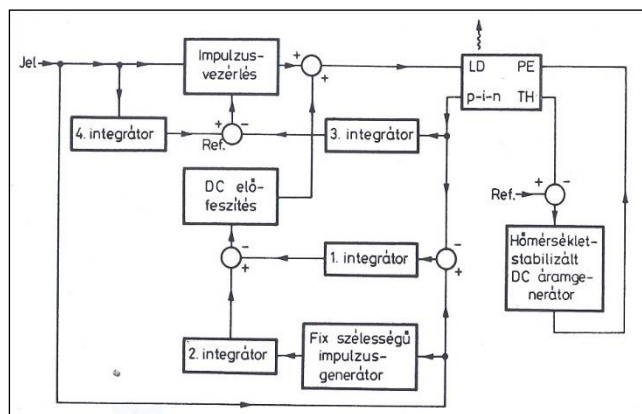 Jel
Impulzus-
vezérlés
+
+
LD PE
p-i-n TH
4. integrátor
+
-
Ref.
3. integrátor
DC elő-
feszítés
+
-
Ref.
Hőmérséklet-
stabilizált
DC áramge-
nerátor
-
-
1. integrátor
-
+
2. integrátor
Fix szélességű
impulzus-
generátor